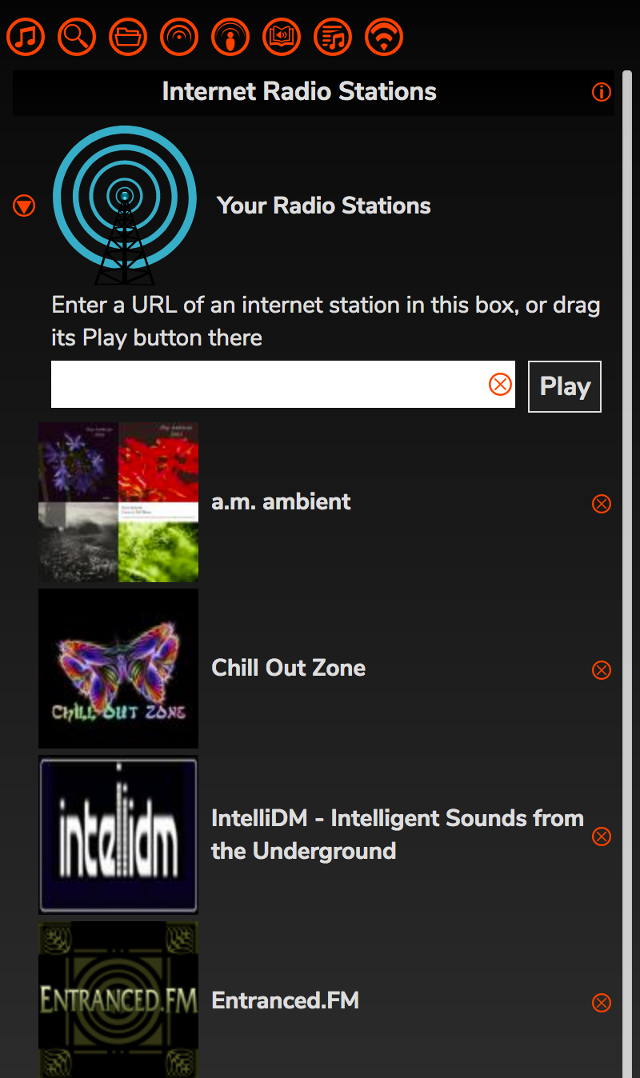 Internet Radio Stations
Your Radio Stations
Enter a URL of an internet station in this box, or drag
its Play button there
Play
a.m. ambient
CHILL OUT ZONE
Chill Out Zone
intellidm
IntelliDM - Intelligent Sounds from
the Underground
ENTRANCED.FM
Entranced.FM